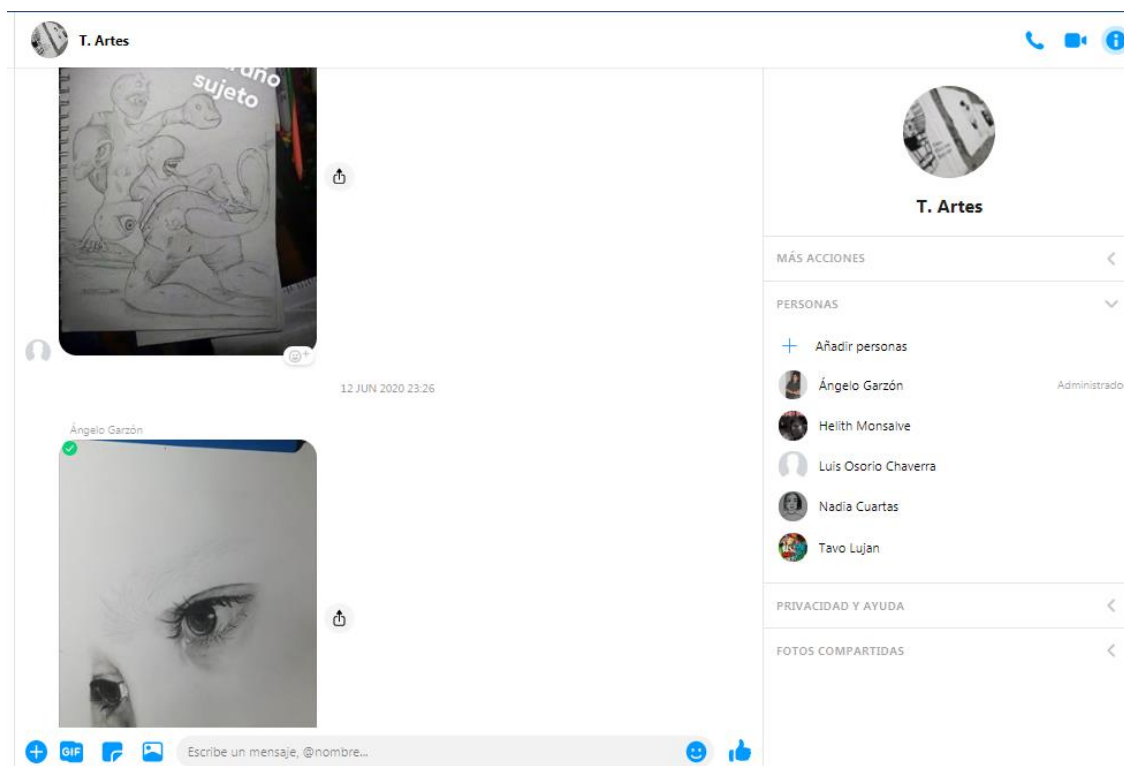 T. Artes
sujeto
12 JUN 2020 23:26
Ángelo Garzón
GIF
Escribe un mensaje, @nombre...
T. Artes
MÁS ACCIONES
PERSONAS
Añadir personas
Ángelo Garzón Administrado
Helith Monsalve
Luis Osorio Chaverra
Nadia Cuartas
Tavo Lujan
PRIVACIDAD Y AYUDA
FOTOS COMPARTIDAS